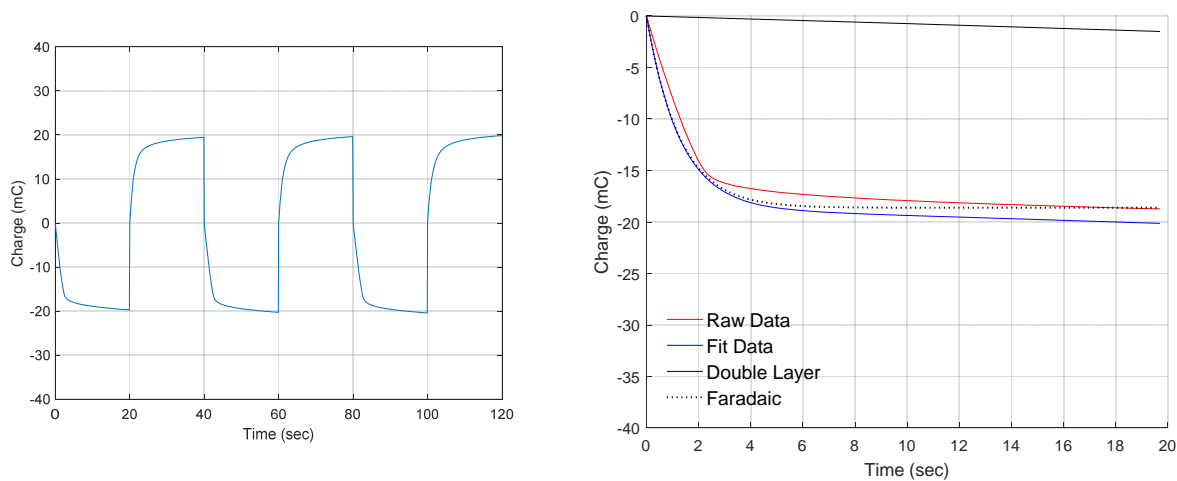 40
30
20
10
0
-10
-20
-30
-40
Charge (mC)
0 20 40 60 80 100 120
Time (sec)
0
-5
-10
-15
-20
-25
-30
-35
-40
Charge (mC)
Raw Data
Fit Data
Double Layer
Faradaic
0 2 4 6 8 10 12 14 16 18 20
Time (sec)